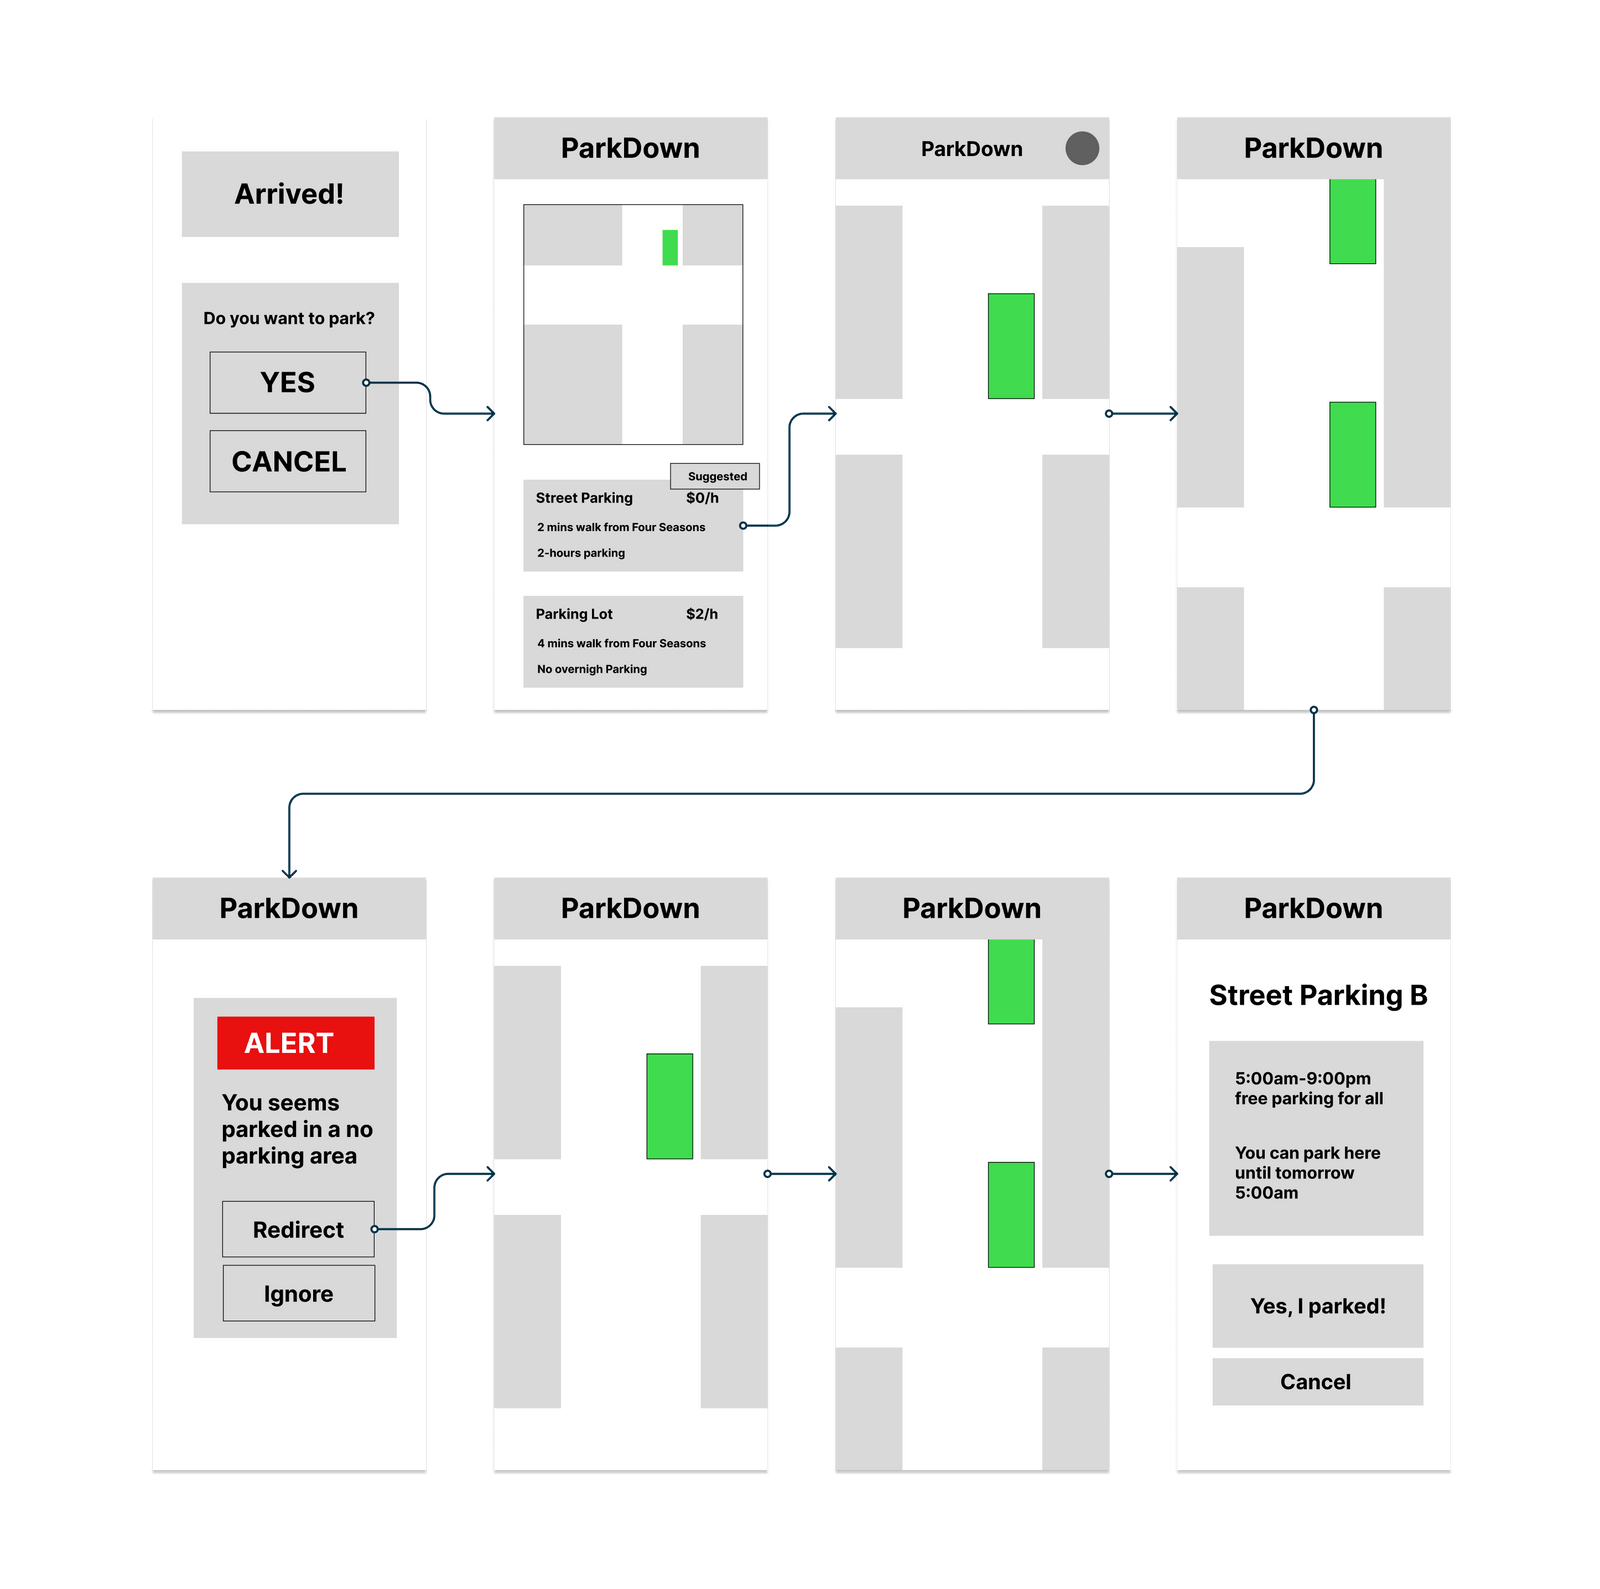 Arrived!
Do you want to park?
YES
CANCEL
ParkDown
Suggested
Street Parking $0/h
2 mins walk from Four Seasons
2-hours parking
Parking Lot $2/h
4 mins walk from Four Seasons
No overnigh Parking
ParkDown
ParkDown
ParkDown
ALERT
You seems
parked in a no
parking area
Redirect
Ignore
ParkDown
ParkDown
ParkDown
Street Parking B
5:00am-9:00pm
free parking for all
You can park here
until tomorrow
5:00am
Yes, I parked!
Cancel